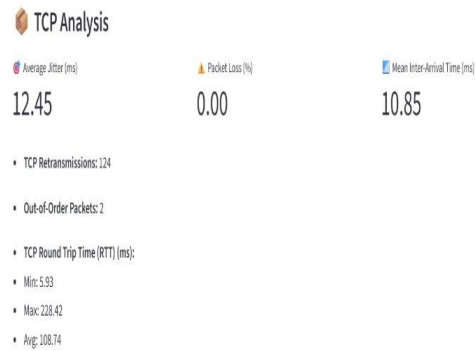 TCP Analysis
Average Jitter (ms)
Packet Loss (%)
Mean Inter-Arrival Time (ms)
12.45
0.00
10.85
• TCP Retransmissions: 124
• Out-of-Order Packets: 2
• TCP Round Trip Time (RTT) (ms):
• Min: 5.93
• Max: 228.42
• Avg: 108.74